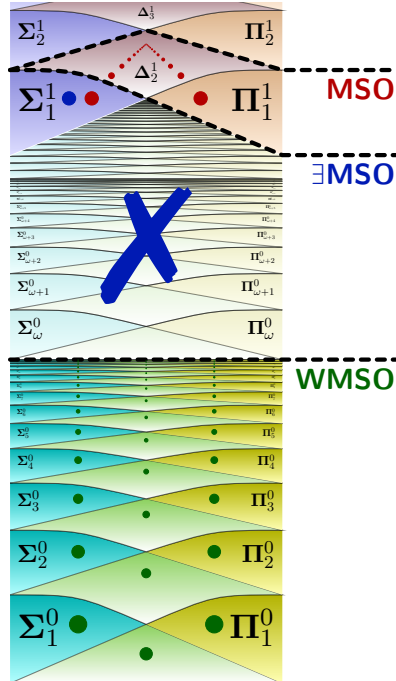 Δ¹₃
Σ¹₂ Π¹₂
Δ¹₂
Σ¹₁ Π¹₁
MSO
∃MSO
Σ⁰ω+3 Π⁰ω+3
Σ⁰ω+2 Π⁰ω+2
Σ⁰ω+1 Π⁰ω+1
Σ⁰ω Π⁰ω
WMSO
Σ⁰₅ Π⁰₅
Σ⁰₄ Π⁰₄
Σ⁰₃ Π⁰₃
Σ⁰₂ Π⁰₂
Σ⁰₁ Π⁰₁